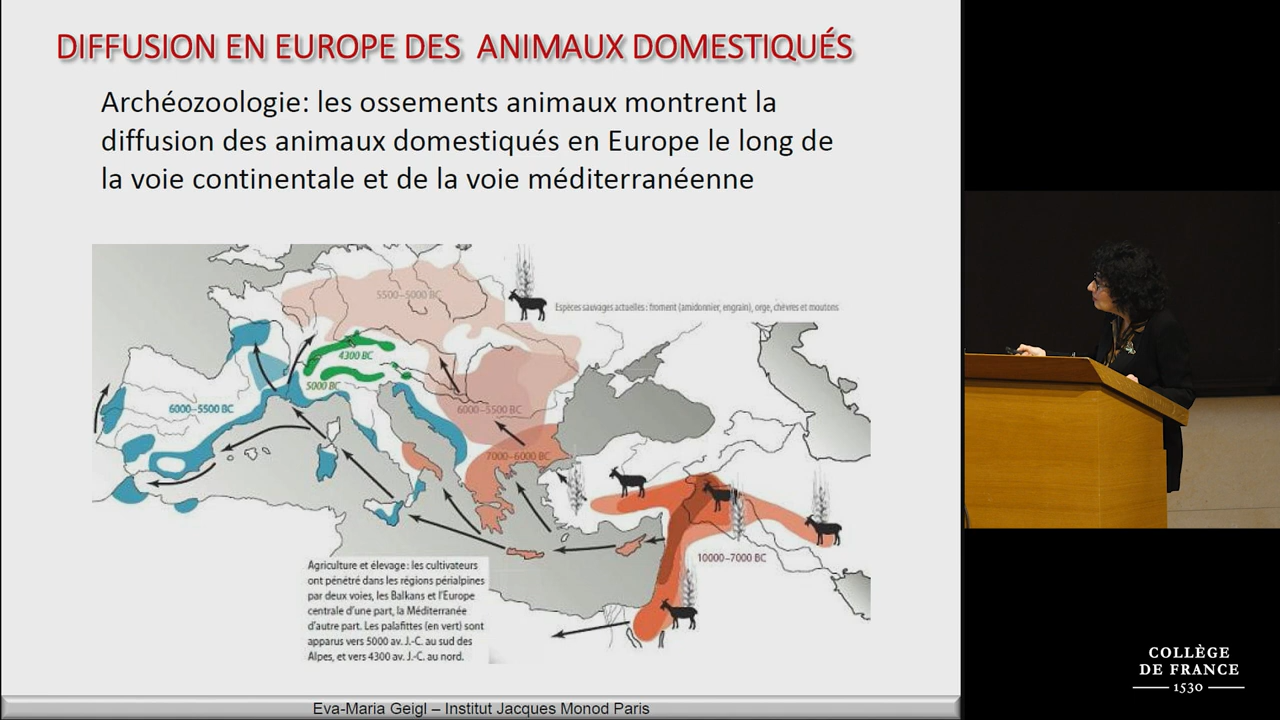 DIFFUSION EN EUROPE DES ANIMAUX DOMESTIQUÉS
Archéozoologie: les ossements animaux montrent la
diffusion des animaux domestiqués en Europe le long de
la voie continentale et de la voie méditerranéenne
5500–5000 BC
Espèces sauvages actuelles : froment (amidonnier, engrain), orge, chèvres et moutons
4300 BC
5000 BC
6000–5500 BC
6000–5500 BC
7000–6000 BC
10000–7000 BC
Agriculture et élevage : les cultivateurs
ont pénétré dans les régions périalpines
par deux voies, les Balkans et l'Europe
centrale d'une part, la Méditerranée
d'autre part. Les palafittes (en vert) sont
apparus vers 5000 av. J.-C. au sud des
Alpes, et vers 4300 av. J.-C. au nord.
Eva-Maria Geigl – Institut Jacques Monod Paris
COLLÈGE
DE FRANCE
1530